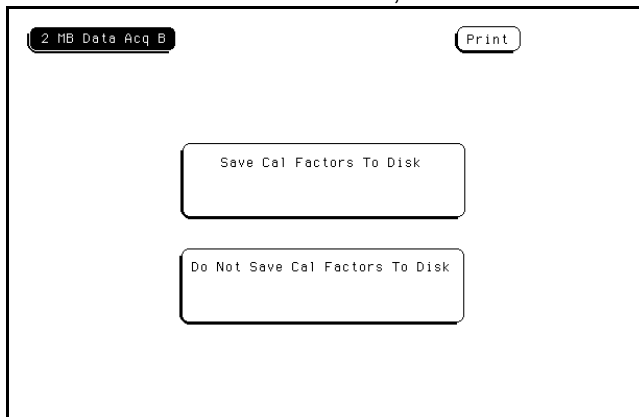 2 MB Data Acq B
Print
Save Cal Factors To Disk
Do Not Save Cal Factors To Disk